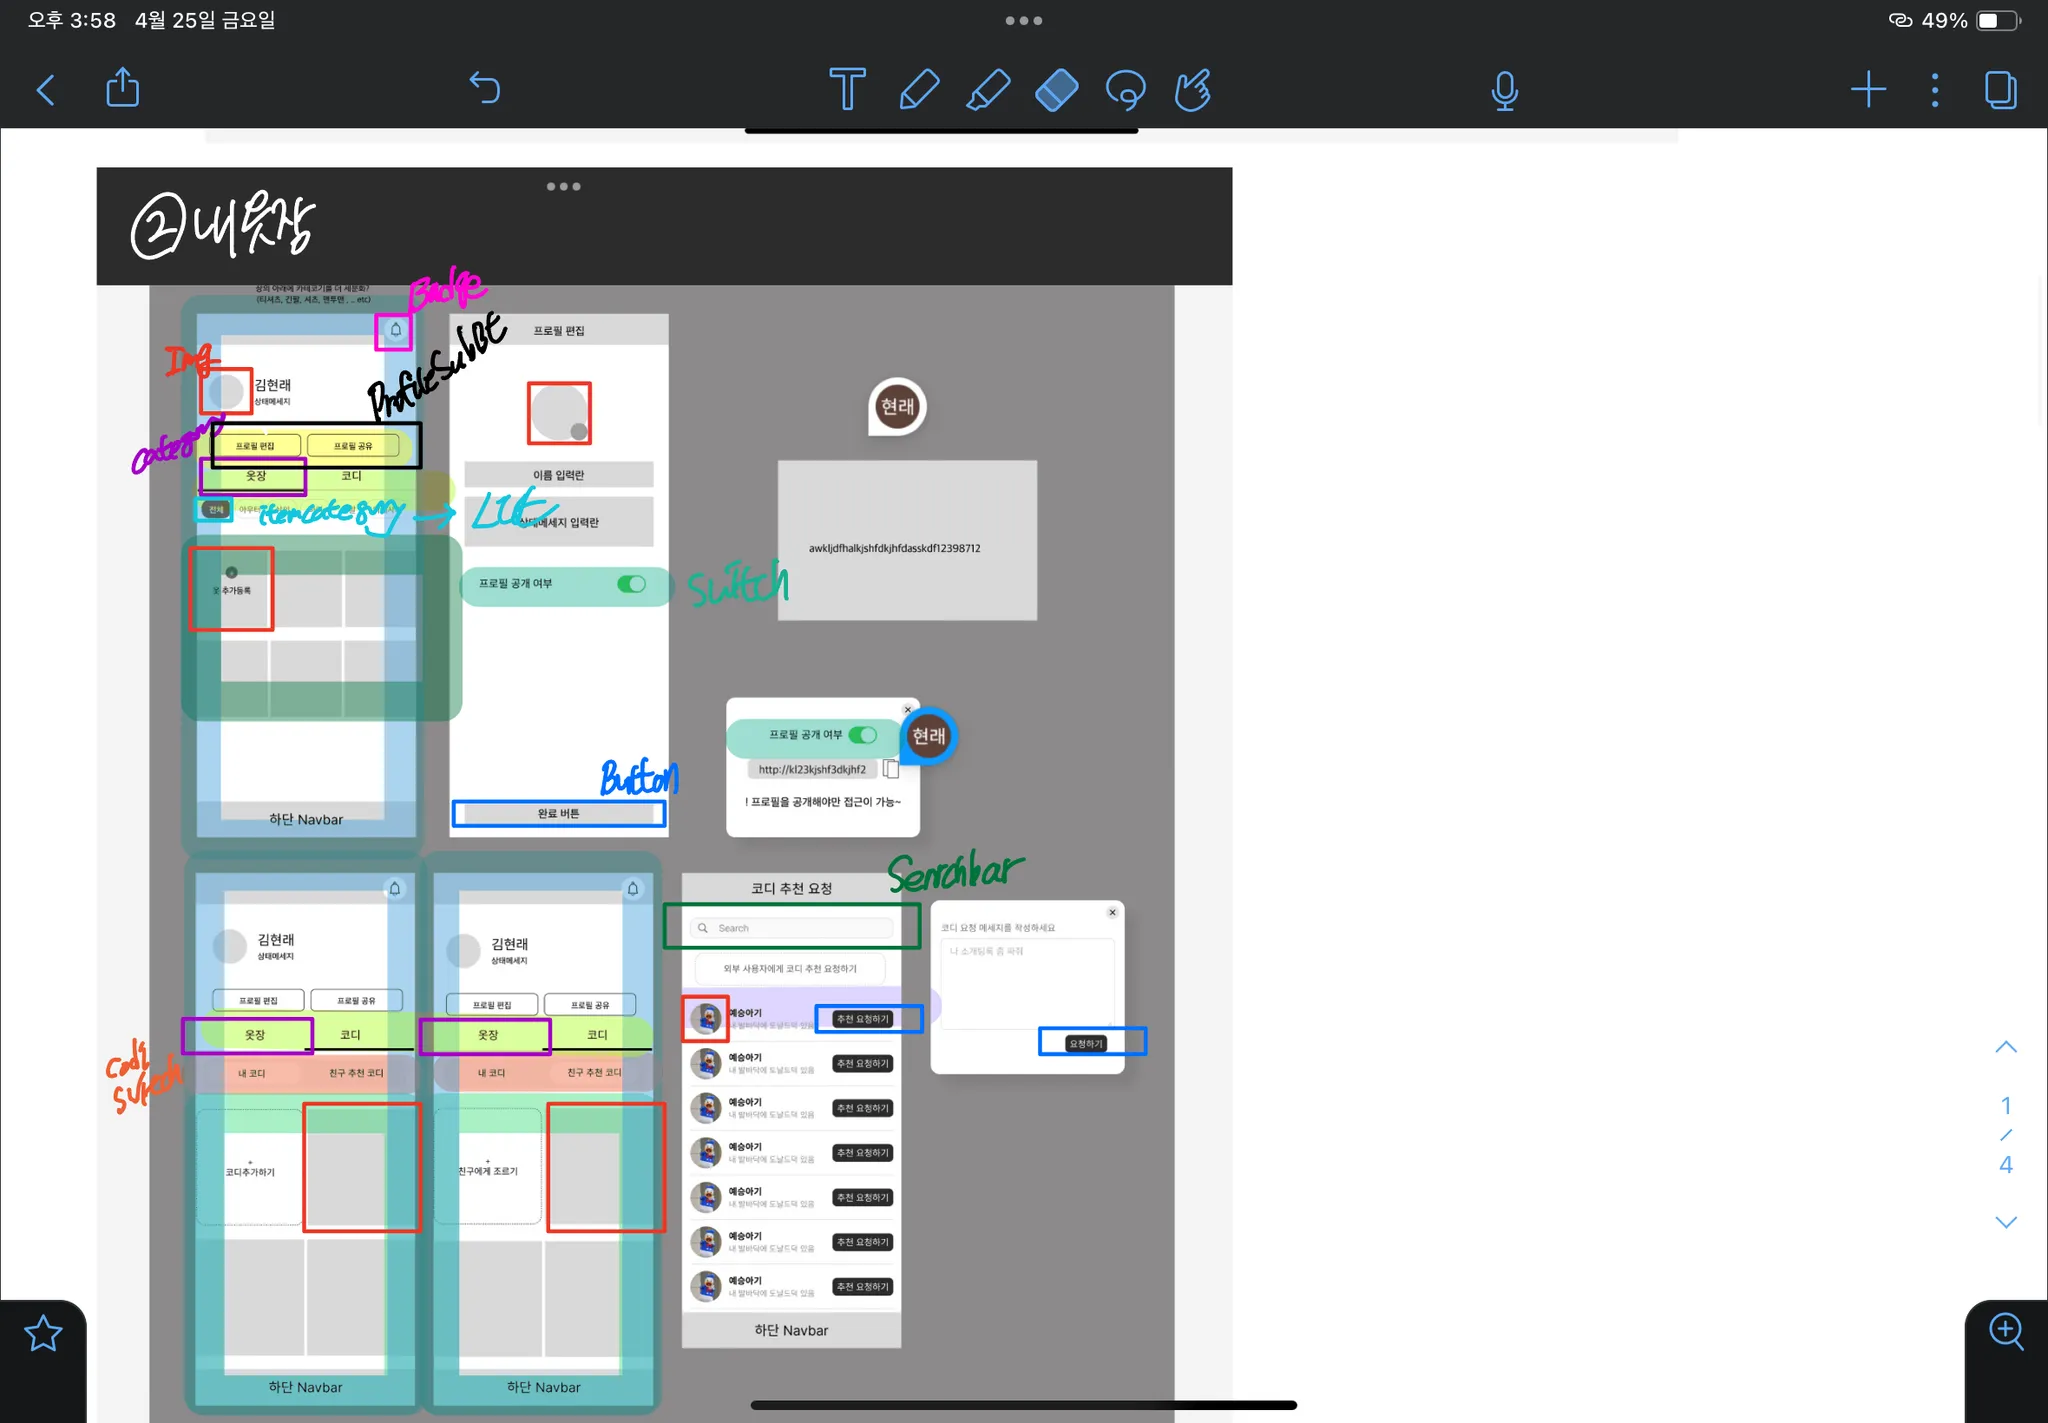 오후 3:58 4월 25일 금요일
49%
②내옷장
상의 아래에 카테고기를 더 세분화?
(티셔츠, 긴팔, 셔츠, 맨투맨, ... etc)
Badge
Img
김현래
상태메세지
ProfileSubBt
category
프로필 편집
프로필 공유
옷장
코디
전체
아우터
itemcategory → List
옷 추가등록
하단 Navbar
프로필 편집
이름 입력란
상태메세지 입력란
프로필 공개 여부
Switch
Button
완료 버튼
현래
awkljdfhalkjshfdkjhfdasskdf12398712
프로필 공개 여부
현래
http://kl23kjshf3dkjhf2
! 프로필을 공개해야만 접근이 가능~
김현래
상태메세지
프로필 편집
프로필 공유
옷장
코디
Codi
Switch
내 코디
친구 추천 코디
+
코디추가하기
하단 Navbar
김현래
상태메세지
프로필 편집
프로필 공유
옷장
코디
내 코디
친구 추천 코디
+
친구에게 조르기
하단 Navbar
Searchbar
코디 추천 요청
Search
외부 사용자에게 코디 추천 요청하기
예승아기
내 발바닥에 도날드덕 있음
추천 요청하기
예승아기
내 발바닥에 도날드덕 있음
추천 요청하기
예승아기
내 발바닥에 도날드덕 있음
추천 요청하기
예승아기
내 발바닥에 도날드덕 있음
추천 요청하기
예승아기
내 발바닥에 도날드덕 있음
추천 요청하기
예승아기
내 발바닥에 도날드덕 있음
추천 요청하기
예승아기
내 발바닥에 도날드덕 있음
추천 요청하기
하단 Navbar
코디 요청 메세지를 작성하세요
나 소개팅룩 좀 짜줘
요청하기
1
/
4